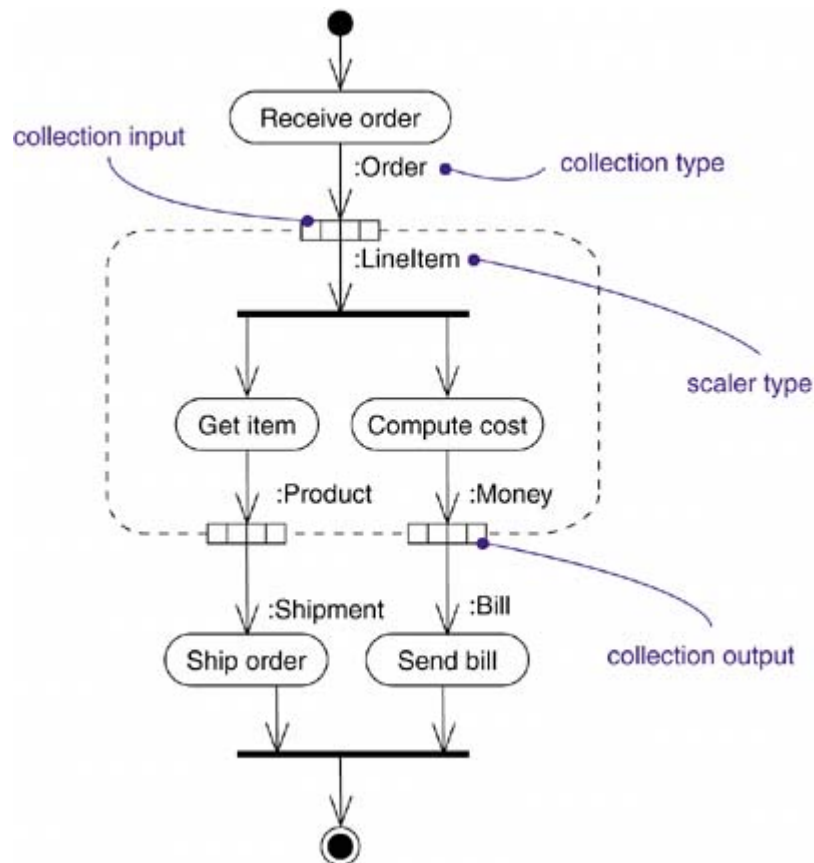 Receive order
collection input
:Order
collection type
:LineItem
scaler type
Get item
Compute cost
:Product
:Money
:Shipment
:Bill
Ship order
Send bill
collection output